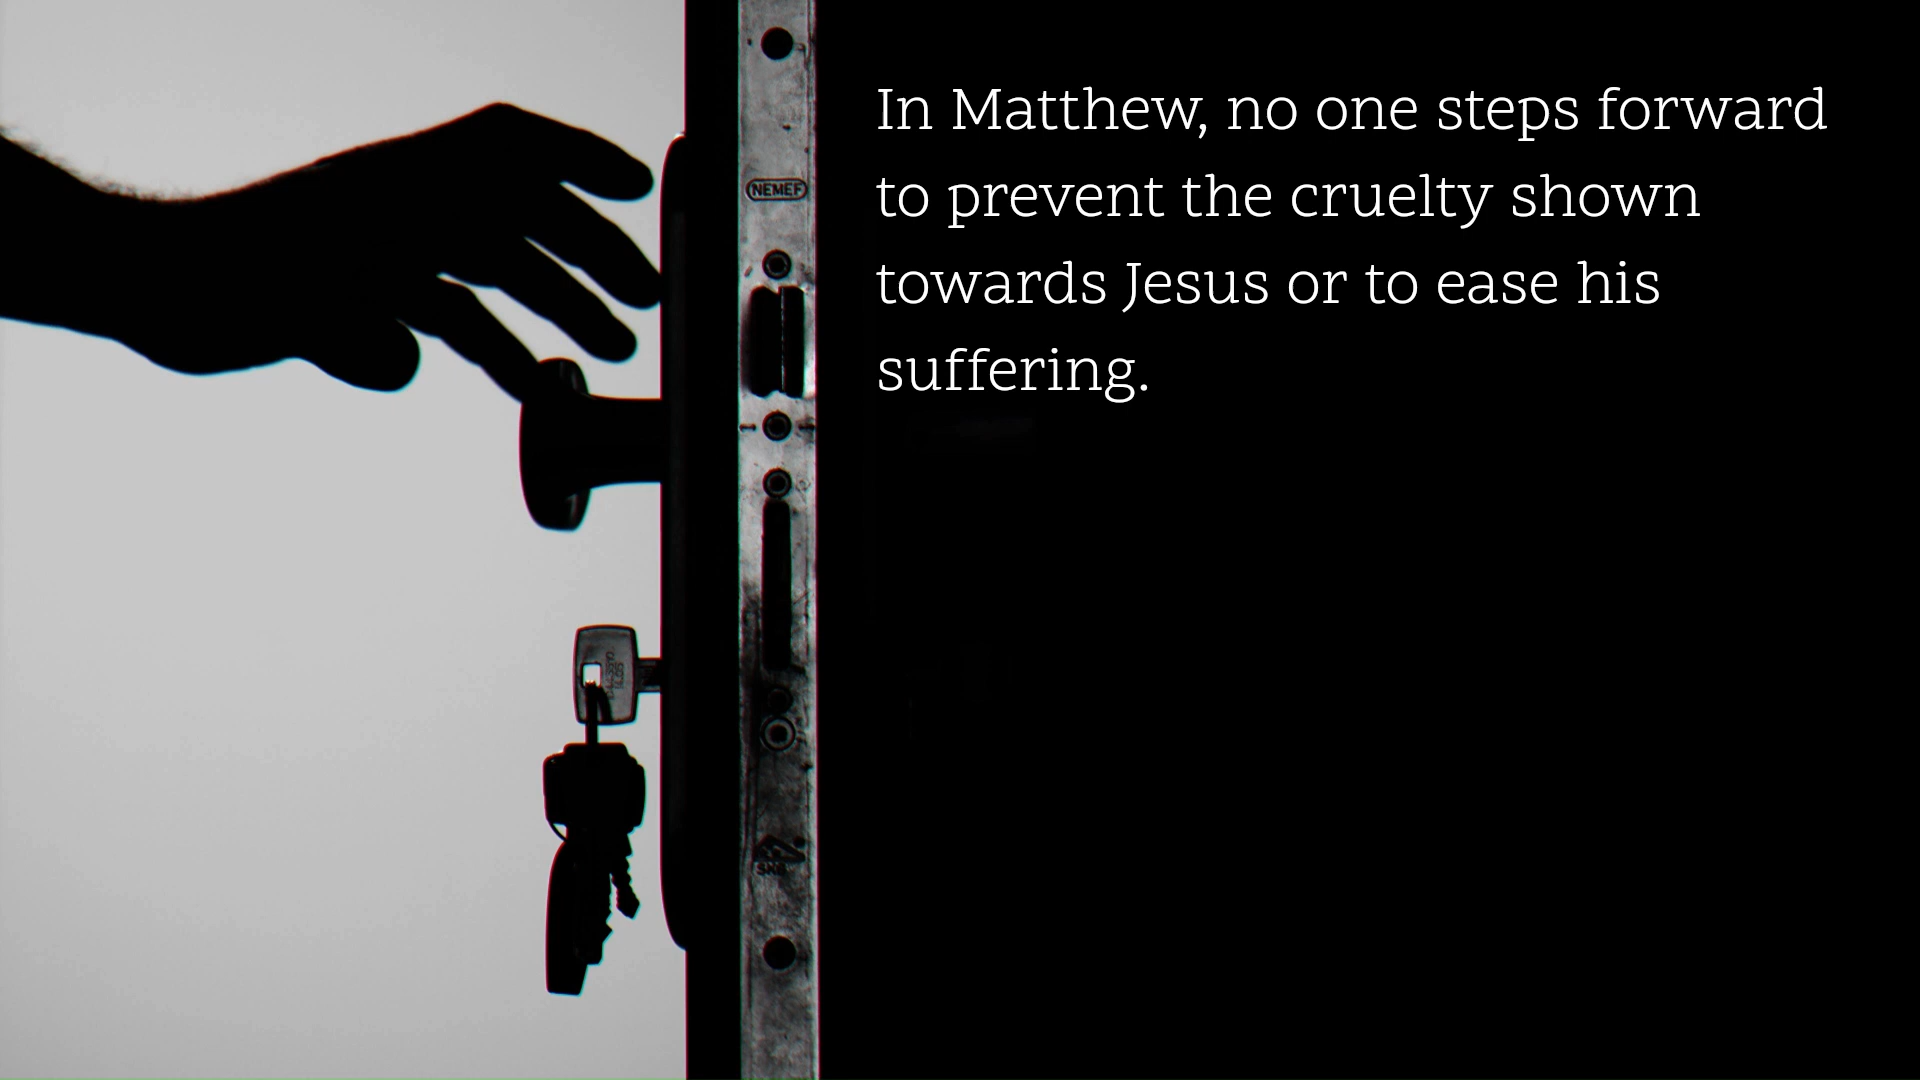 In Matthew, no one steps forward
to prevent the cruelty shown
towards Jesus or to ease his
suffering.
NEMEF